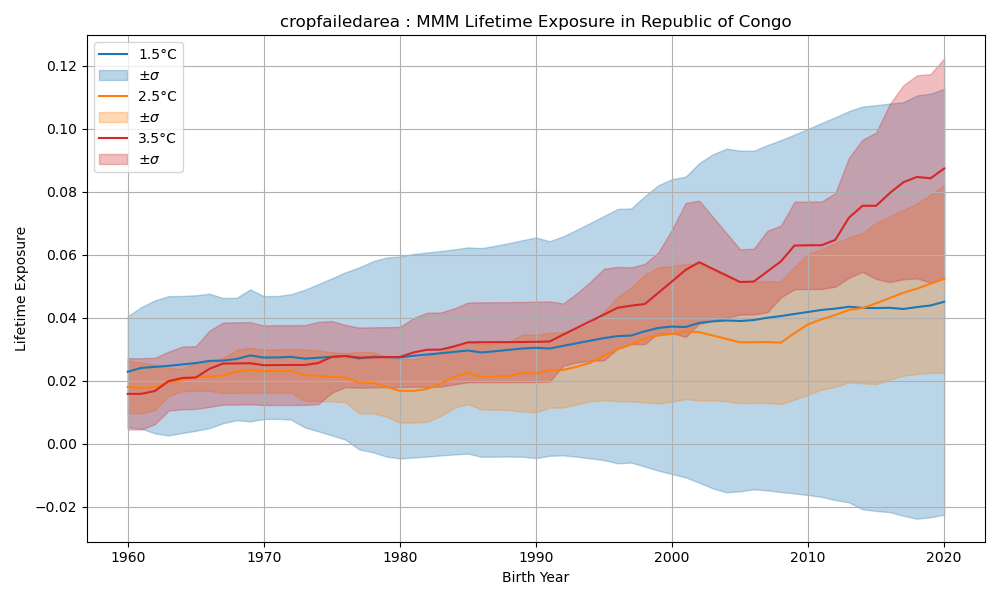 cropfailedarea : MMM Lifetime Exposure in Republic of Congo
1.5°C
±σ
2.5°C
±σ
3.5°C
±σ
0.12
0.10
0.08
0.06
0.04
0.02
0.00
−0.02
Lifetime Exposure
1960 1970 1980 1990 2000 2010 2020
Birth Year